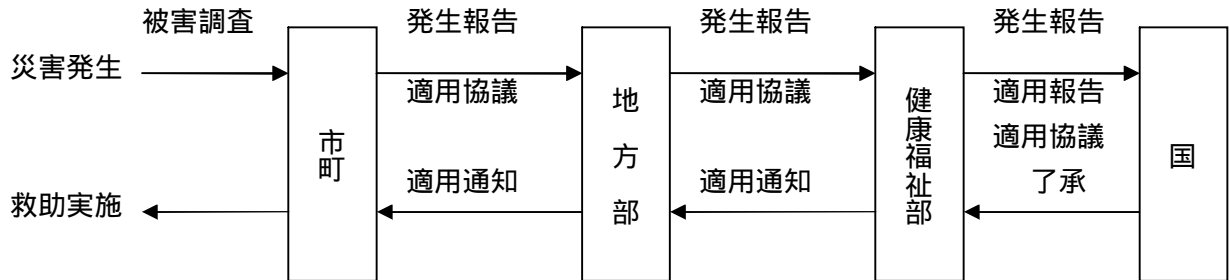 被害調査 発生報告 発生報告 発生報告
災害発生
適用協議 適用協議 適用報告
適用協議
市町
地方部
健康福祉部
国
適用通知 適用通知 了承
救助実施